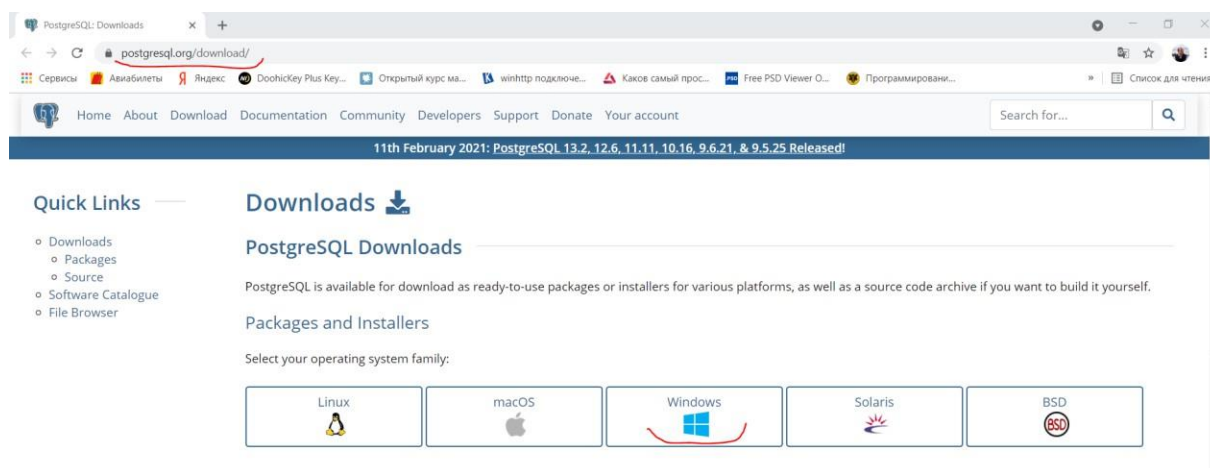 PostgreSQL: Downloads
postgresql.org/download/
Сервисы Авиабилеты Яндекс DoohicKey Plus Key... Открытый курс ма... winhttp подключе... Каков самый прос... Free PSD Viewer O... Программировани... » Список для чтения
Home About Download Documentation Community Developers Support Donate Your account Search for...
11th February 2021: PostgreSQL 13.2, 12.6, 11.11, 10.16, 9.6.21, & 9.5.25 Released!
Quick Links
Downloads
Packages
Source
Software Catalogue
File Browser
Downloads
PostgreSQL Downloads
PostgreSQL is available for download as ready-to-use packages or installers for various platforms, as well as a source code archive if you want to build it yourself.
Packages and Installers
Select your operating system family:
Linux macOS Windows Solaris BSD
BSD